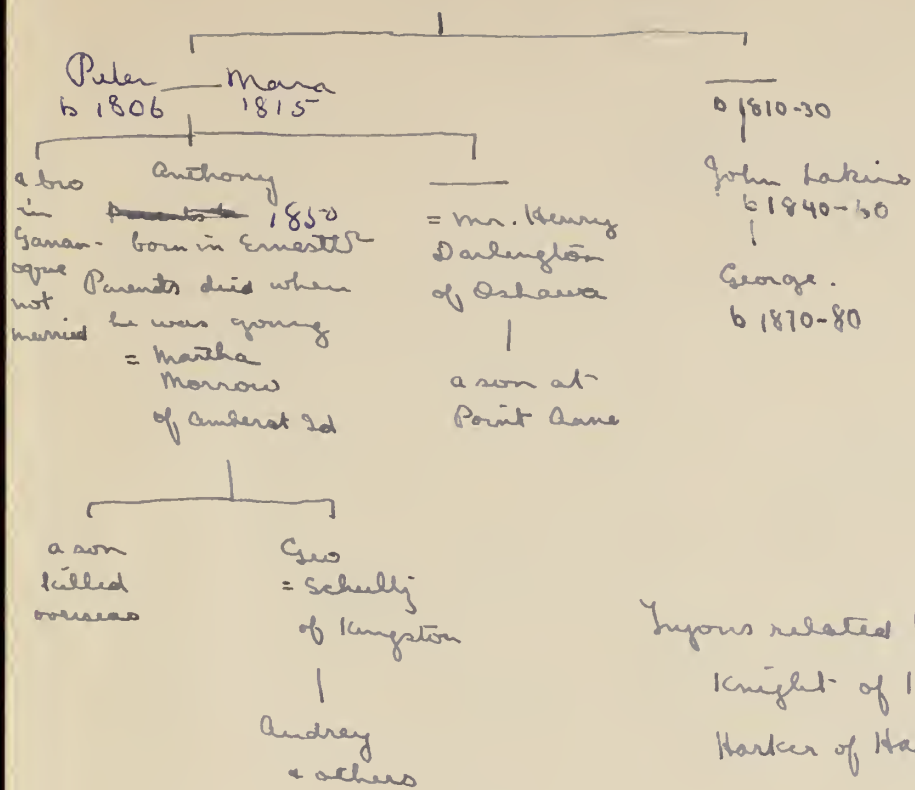 Peter Mara
b 1806 1815
a bro
in
Ganan-
oque
not
married
Anthony
1850
born in Ernestt
Parents died when
he was young
= Martha
Morrow
of Amherst Id
= Mr. Henry
Darlington
of Oshawa
a son at
Point Anne
b 1810-30
John Lakins
b 1840-60
George.
b 1870-80
a son
killed
overseas
Geo
of Kingston
Audrey
+ others
related
Knight of
Harker of